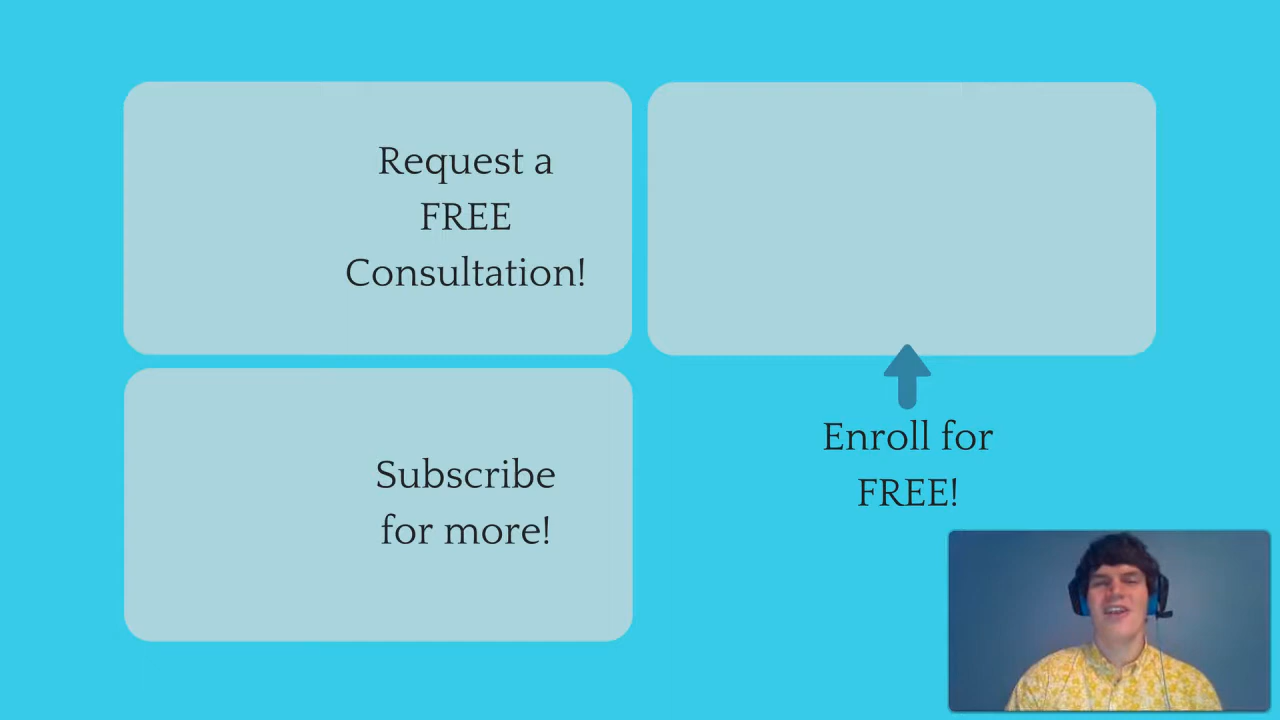 Request a
FREE
Consultation!
Subscribe
for more!
Enroll for
FREE!